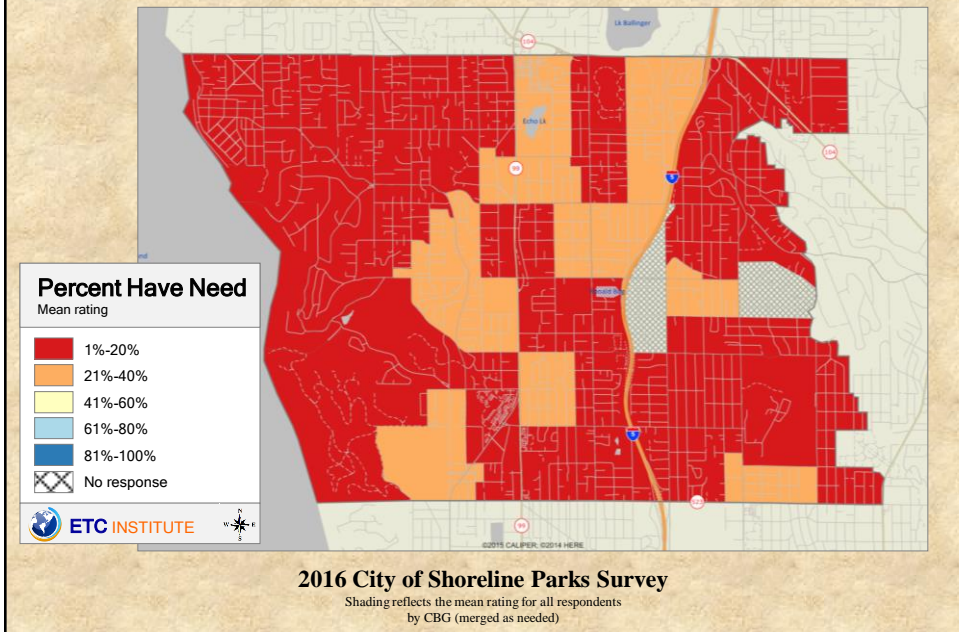 Lk Ballinger
104
Echo Lk
99
104
5
nd
Percent Have Need
Mean rating
1%-20%
21%-40%
41%-60%
61%-80%
81%-100%
No response
ETC INSTITUTE
N
W
E
S
5
523
99
©2015 CALIPER; ©2014 HERE
2016 City of Shoreline Parks Survey
Shading reflects the mean rating for all respondents
by CBG (merged as needed)